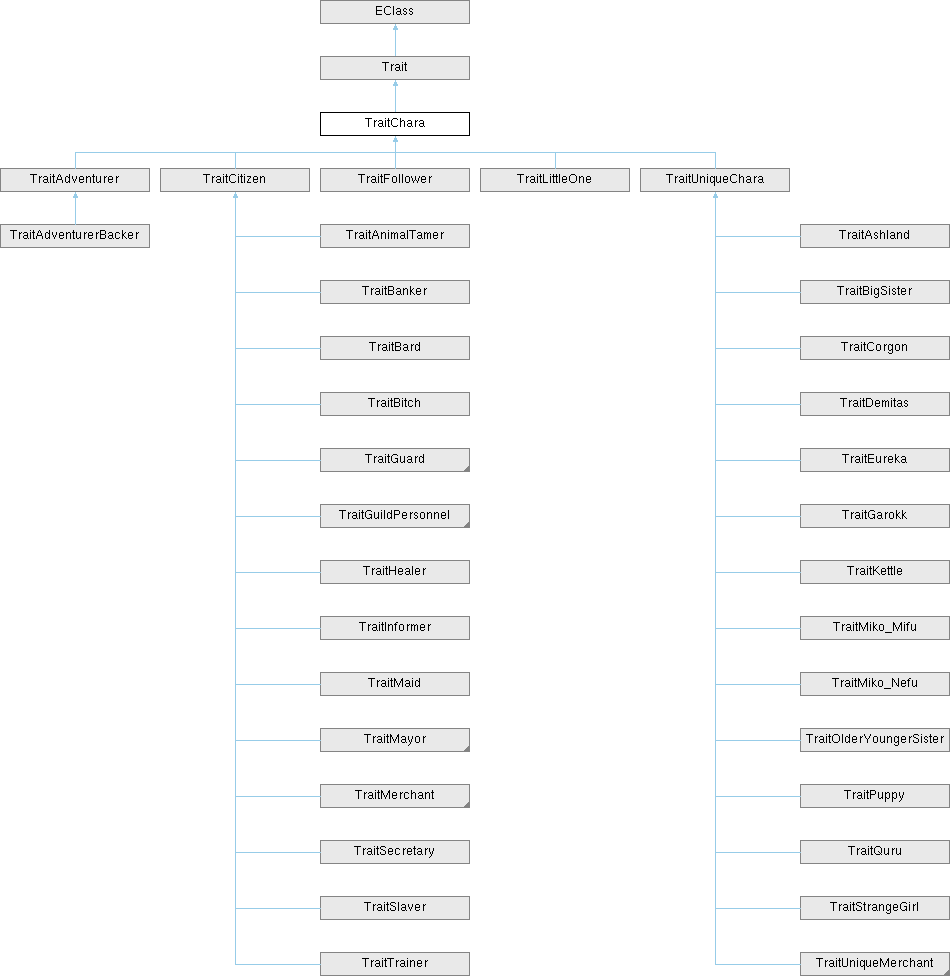 EClass
Trait
TraitChara
TraitAdventurer
TraitCitizen
TraitFollower
TraitLittleOne
TraitUniqueChara
TraitAdventurerBacker
TraitAnimalTamer
TraitAshland
TraitBanker
TraitBigSister
TraitBard
TraitCorgon
TraitBitch
TraitDemitas
TraitGuard
TraitEureka
TraitGuildPersonnel
TraitGarokk
TraitHealer
TraitKettle
TraitInformer
TraitMiko_Mifu
TraitMaid
TraitMiko_Nefu
TraitMayor
TraitOlderYoungerSister
TraitMerchant
TraitPuppy
TraitSecretary
TraitQuru
TraitSlaver
TraitStrangeGirl
TraitTrainer
TraitUniqueMerchant